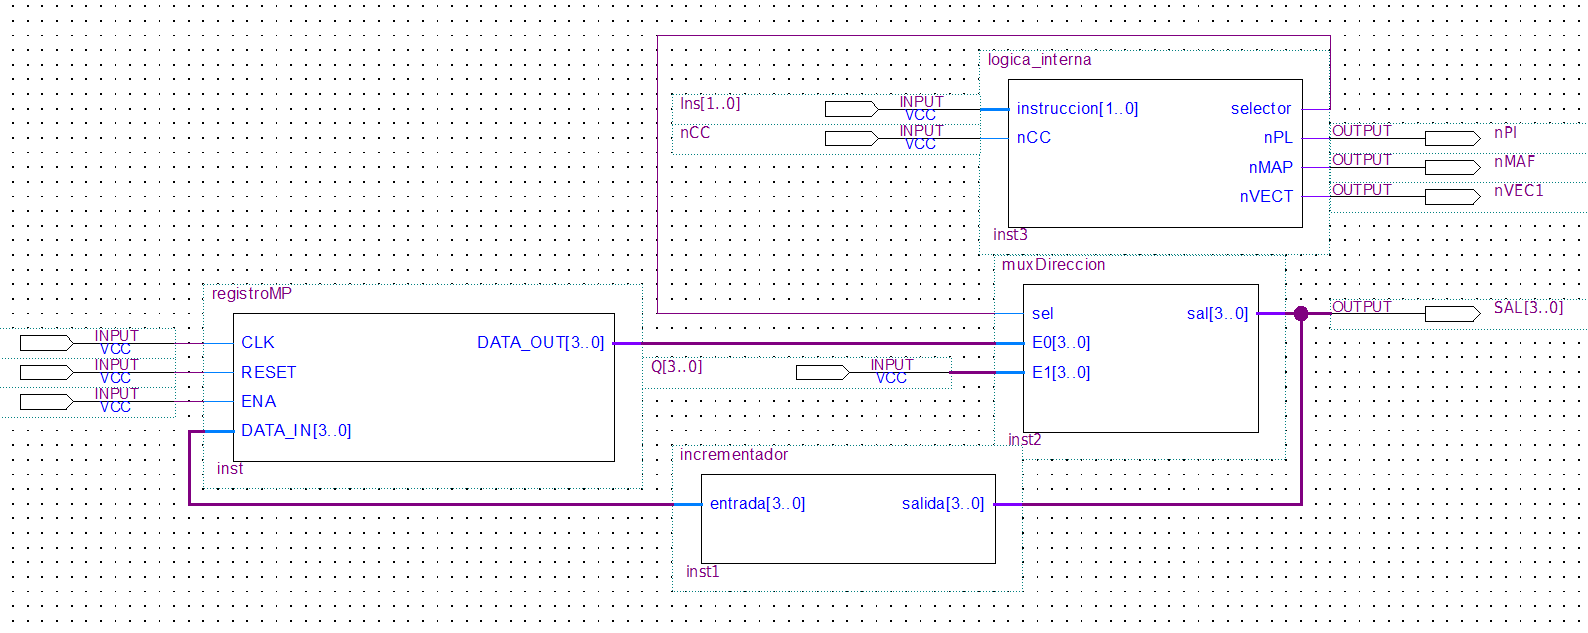 logica_interna
Ins[1..0]
INPUT
VCC
instruccion[1..0]
selector
nCC
INPUT
VCC
nCC
nPL
OUTPUT
nPl
nMAP
OUTPUT
nMAF
nVECT
OUTPUT
nVEC1
inst3
muxDireccion
registroMP
sel
sal[3..0]
OUTPUT
SAL[3..0]
INPUT
VCC
CLK
DATA_OUT[3..0]
E0[3..0]
INPUT
VCC
RESET
Q[3..0]
INPUT
VCC
E1[3..0]
INPUT
VCC
ENA
DATA_IN[3..0]
inst
inst2
incrementador
entrada[3..0]
salida[3..0]
inst1